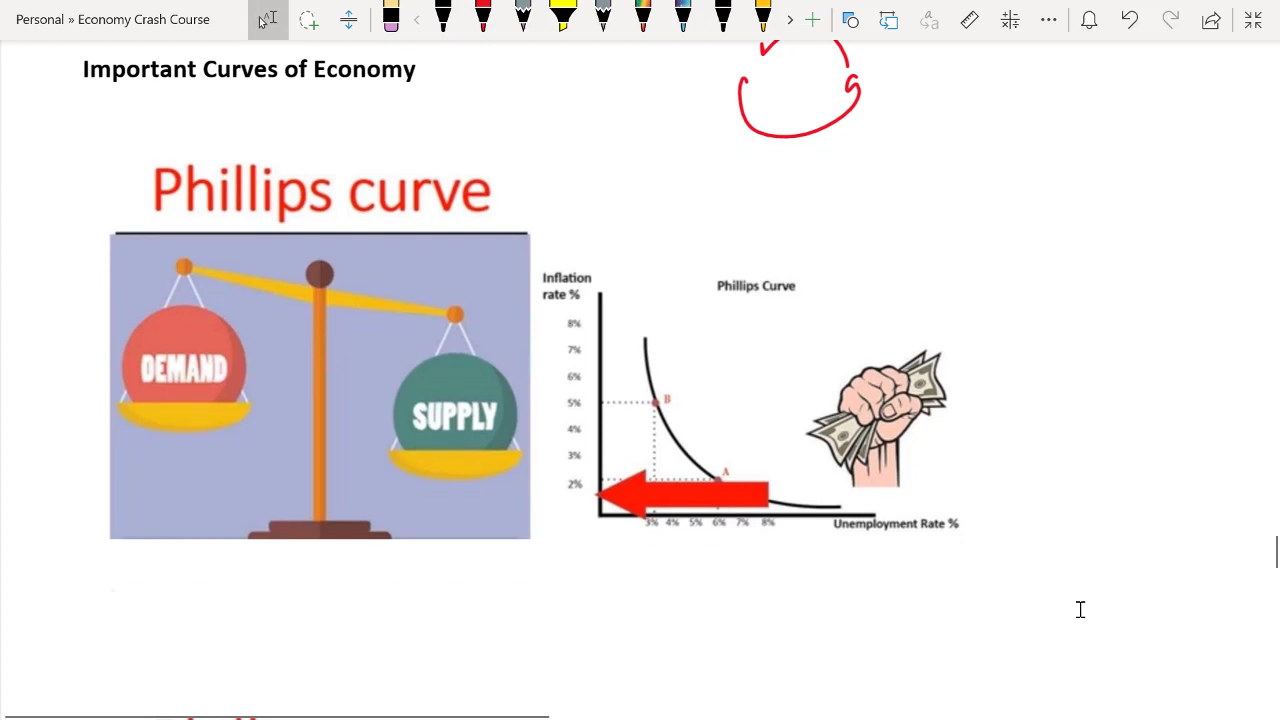 Personal » Economy Crash Course
Important Curves of Economy
Phillips curve
DEMAND
SUPPLY
Inflation
rate %
Phillips Curve
8%
7%
6%
5%
4%
3%
2%
B
A
3% 4% 5% 6% 7% 8%
Unemployment Rate %